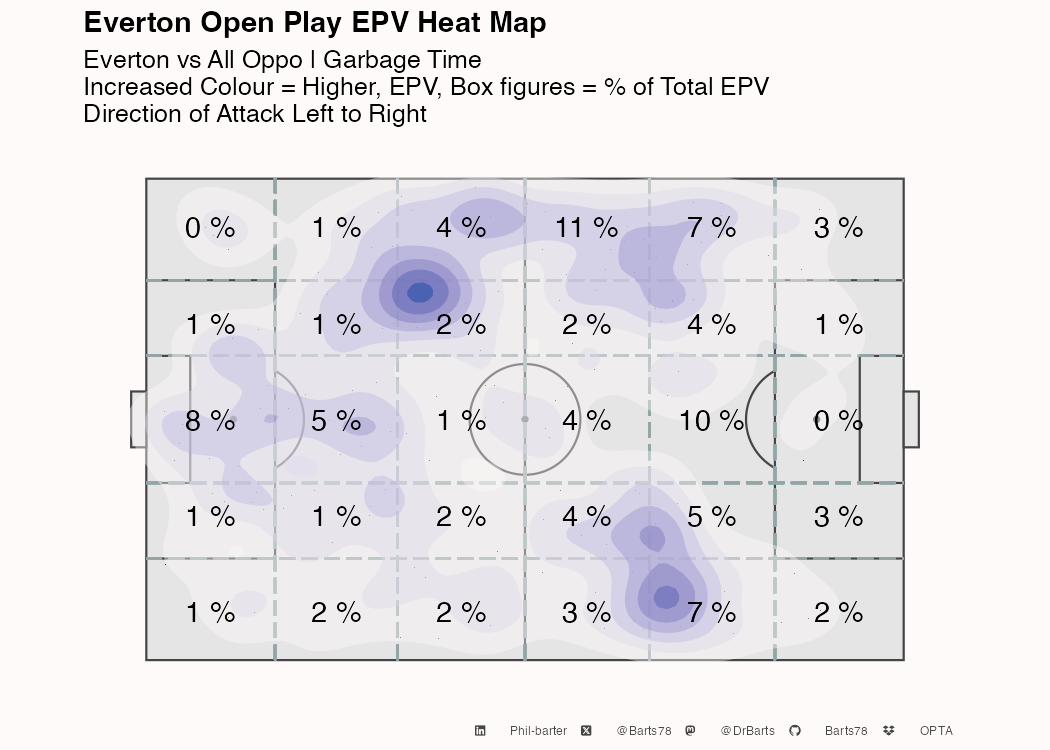 Everton Open Play EPV Heat Map
Everton vs All Oppo | Garbage Time
Increased Colour = Higher, EPV, Box figures = % of Total EPV
Direction of Attack Left to Right
0 % 1 % 4 % 11 % 7 % 3 %
1 % 1 % 2 % 2 % 4 % 1 %
8 % 5 % 1 % 4 % 10 % 0 %
1 % 1 % 2 % 4 % 5 % 3 %
1 % 2 % 2 % 3 % 7 % 2 %
Phil-barter @Barts78 @DrBarts Barts78 OPTA